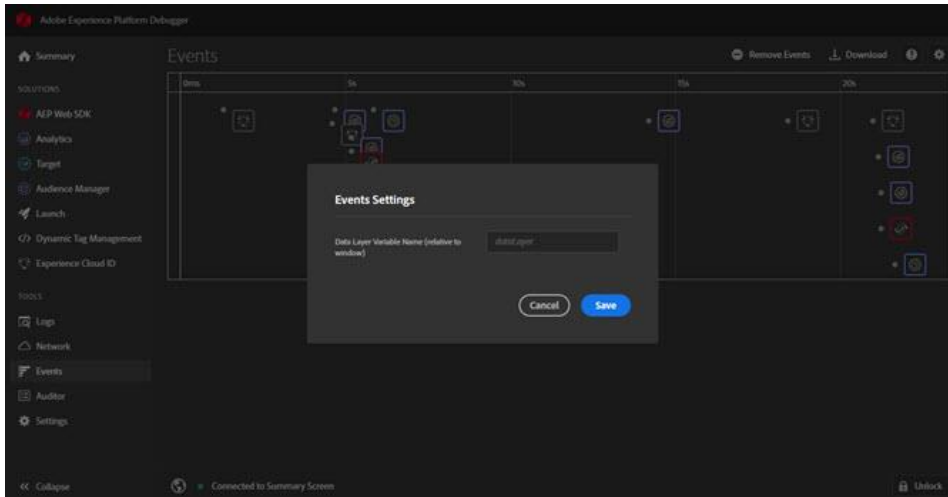 Adobe Experience Platform Debugger
Summary
Events
Remove Events
Download
0ms
5s
10s
15s
20s
SOLUTIONS
AEP Web SDK
Analytics
Target
Audience Manager
Launch
Dynamic Tag Management
Experience Cloud ID
Events Settings
Data Layer Variable Name (relative to
window)
dataLayer
Cancel
Save
TOOLS
Logs
Network
Events
Auditor
Settings
Collapse
Connected to Summary Screen
Unlock